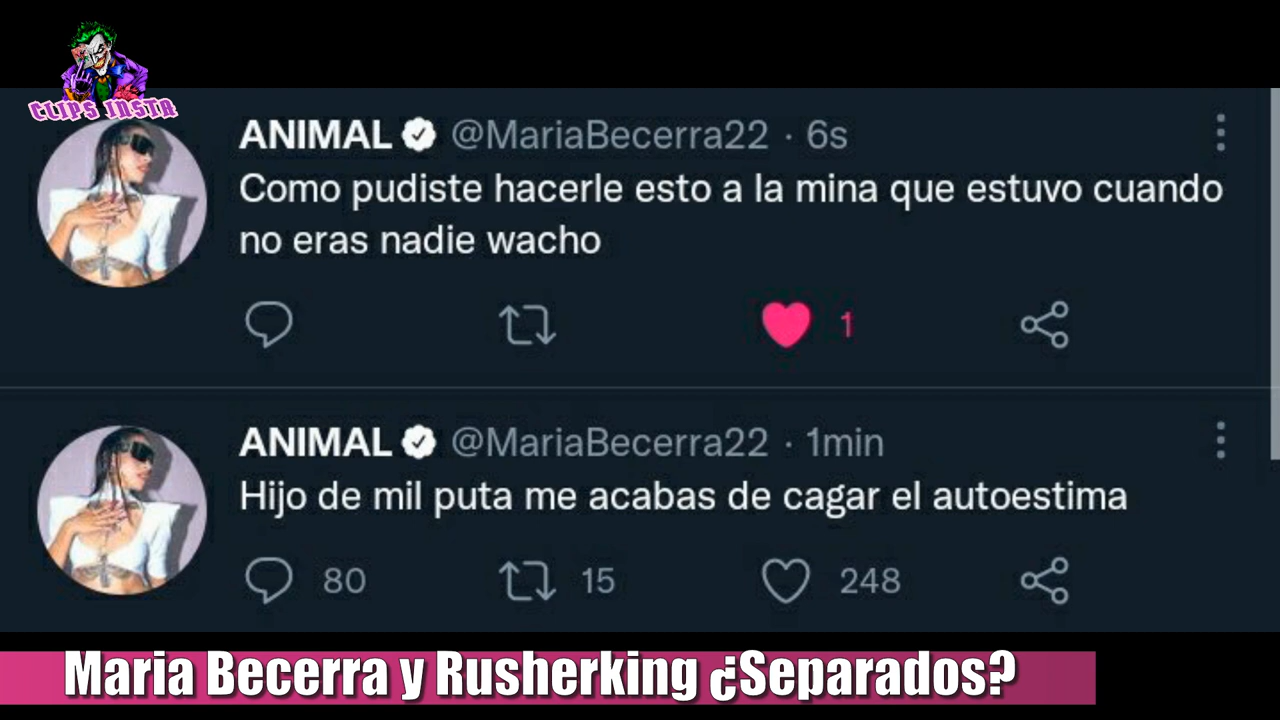 CLIPS INSTA
ANIMAL @MariaBecerra22 · 6s
Como pudiste hacerle esto a la mina que estuvo cuando
no eras nadie wacho
1
ANIMAL @MariaBecerra22 · 1min
Hijo de mil puta me acabas de cagar el autoestima
80 15 248
Maria Becerra y Rusherking ¿Separados?